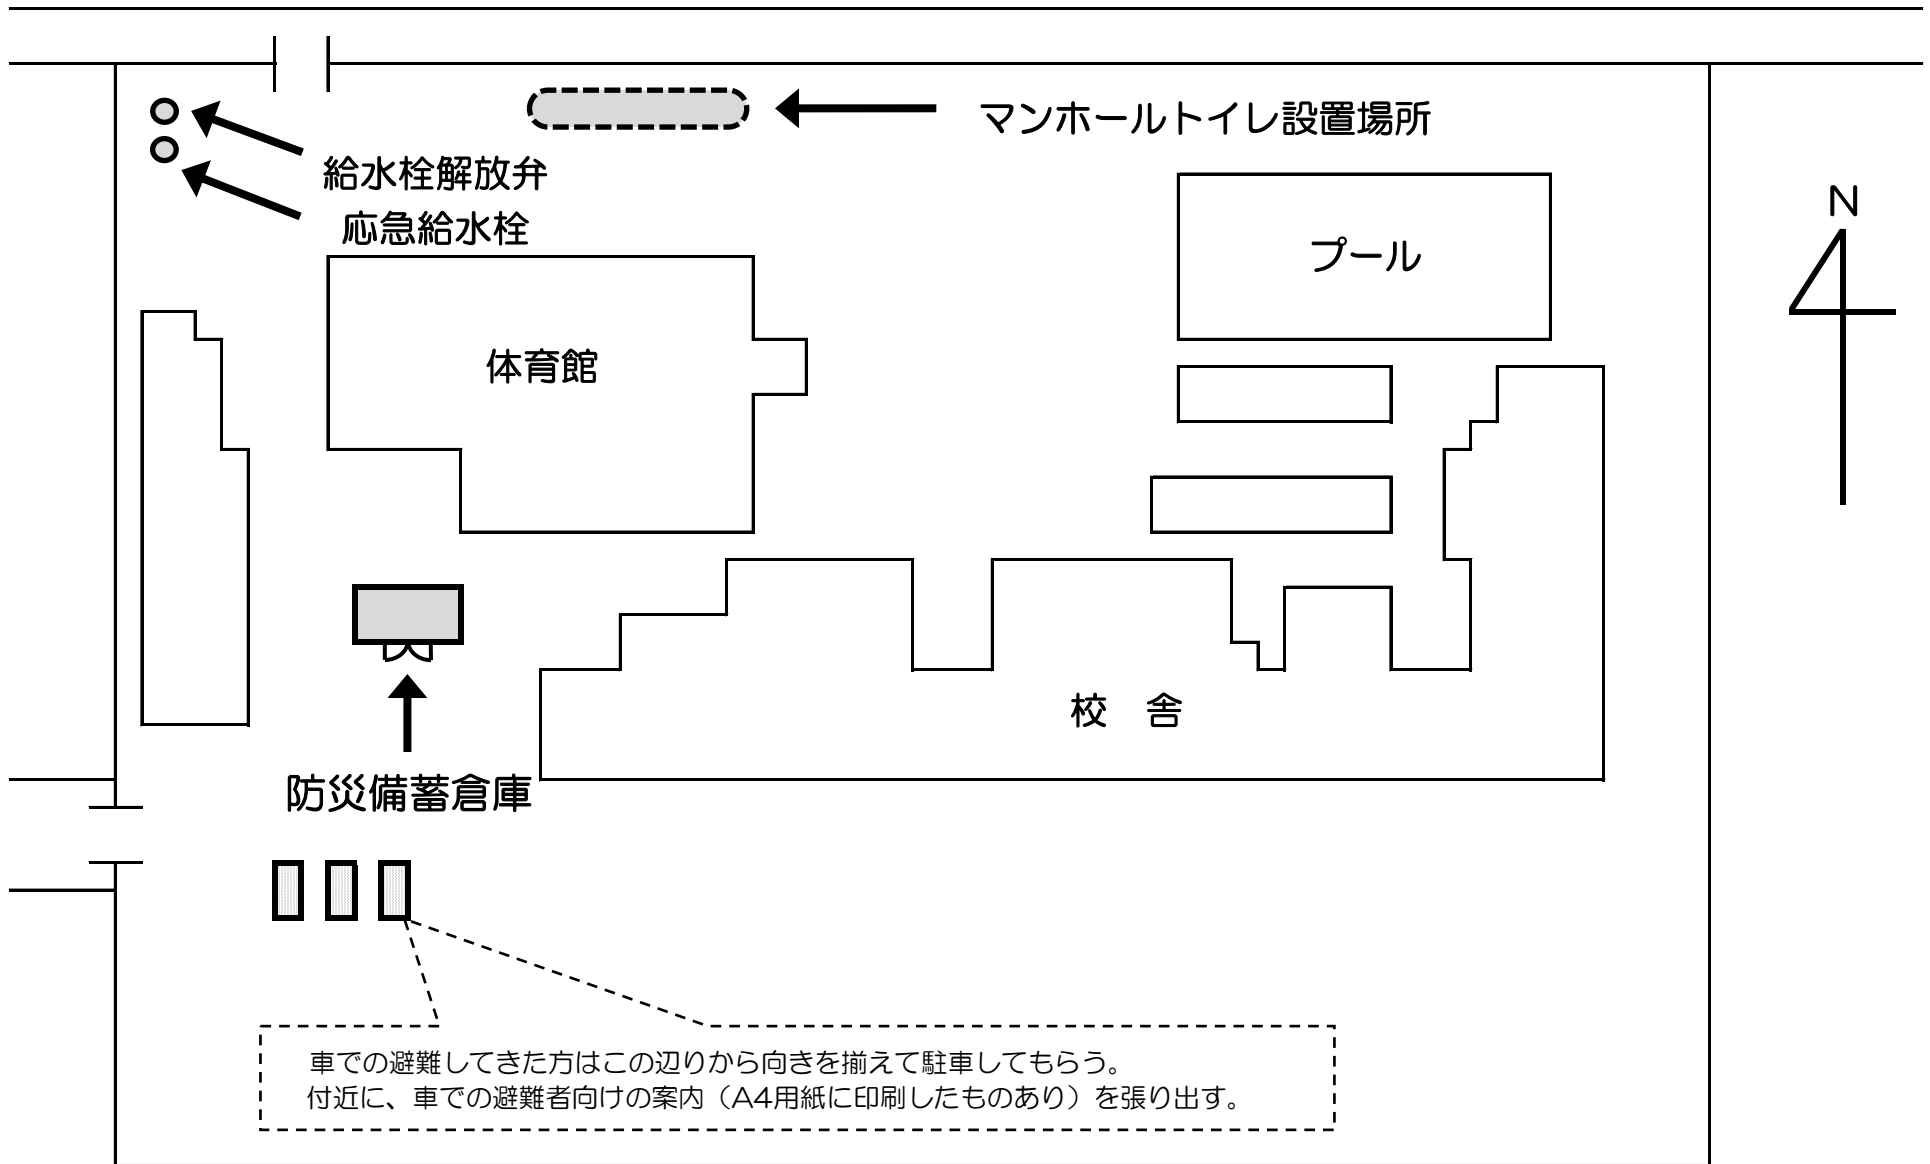 マンホールトイレ設置場所
給水栓解放弁
応急給水栓
N
プール
体育館
校　舎
防災備蓄倉庫
車での避難してきた方はこの辺りから向きを揃えて駐車してもらう。
付近に、車での避難者向けの案内（A4用紙に印刷したものあり）を張り出す。